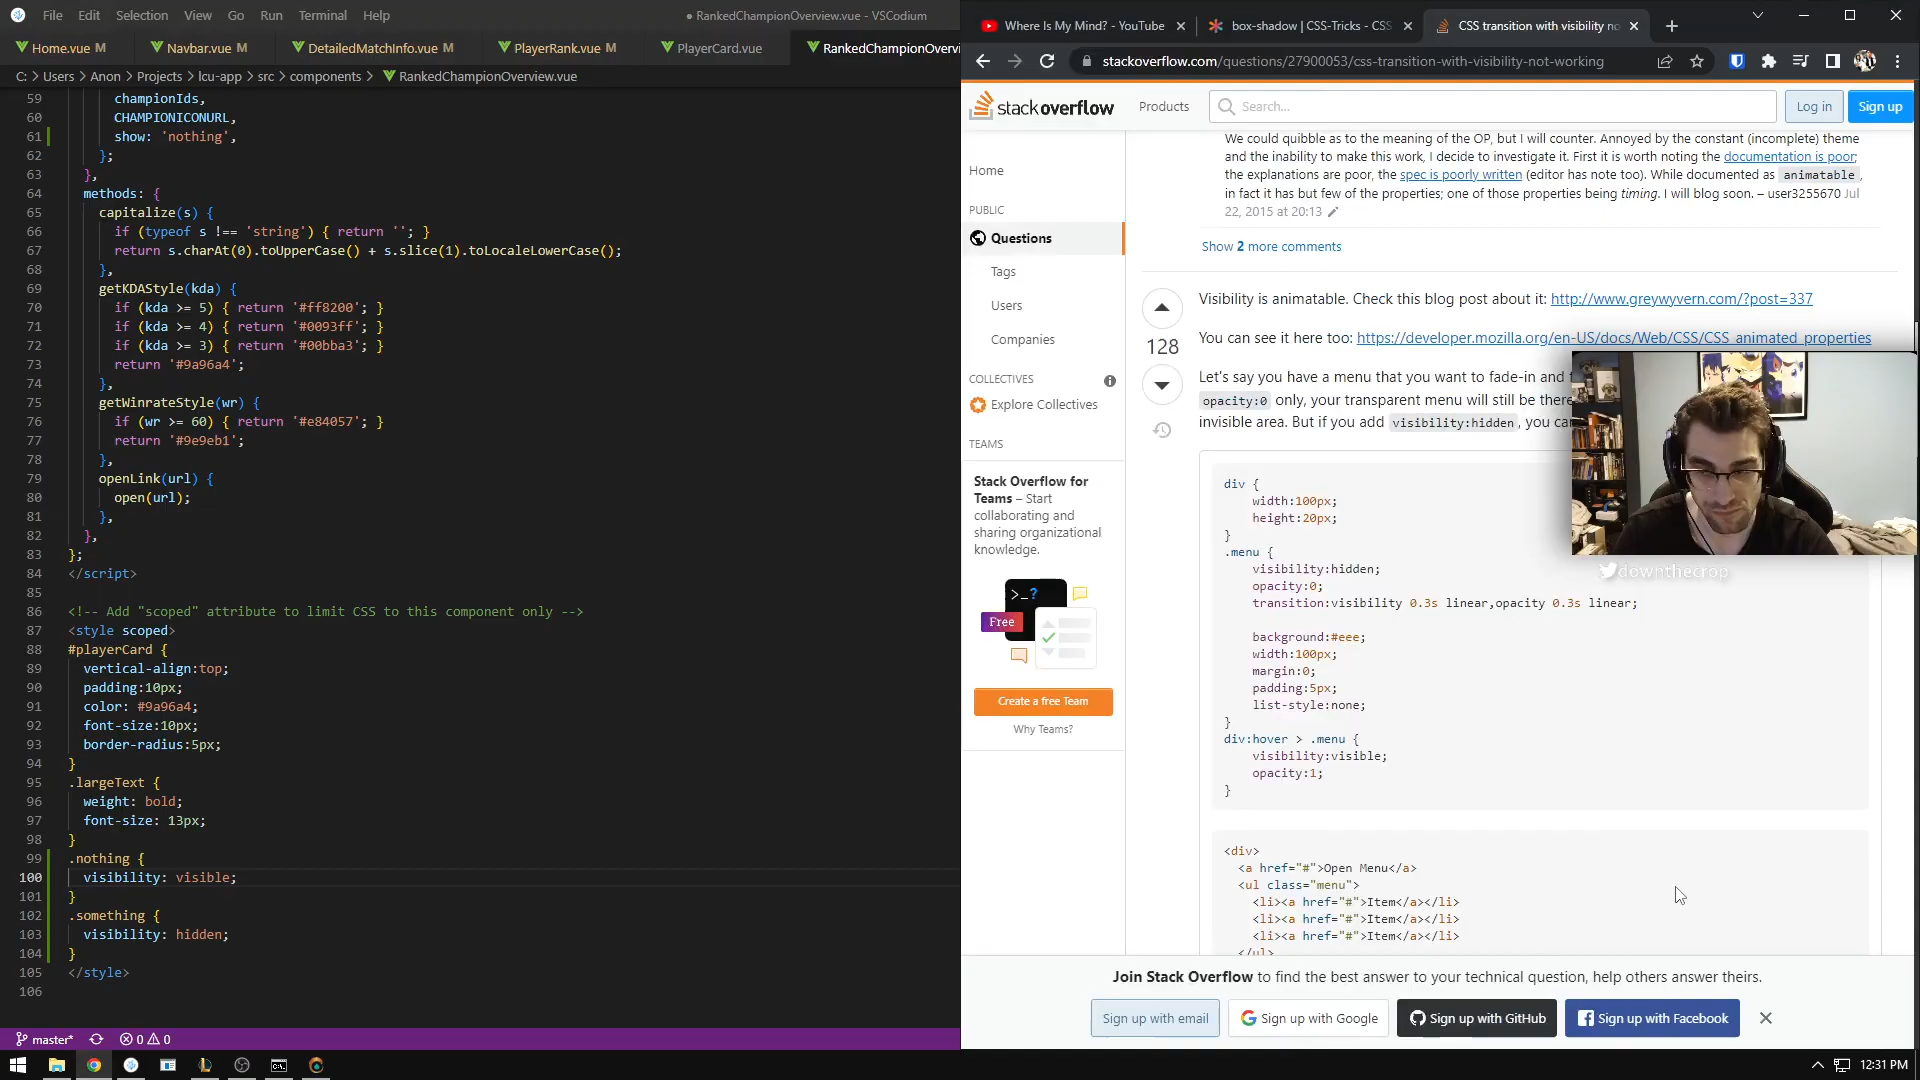 File Edit Selection View Go Run Terminal Help
● RankedChampionOverview.vue - VSCodium
Home.vue M
Navbar.vue M
DetailedMatchInfo.vue M
PlayerRank.vue M
PlayerCard.vue
RankedChampionOvervi
C: > Users > Anon > Projects > lcu-app > src > components > RankedChampionOverview.vue
59 championIds,
60 CHAMPIONICONURL,
61 show: 'nothing',
62 };
63 },
64 methods: {
65 capitalize(s) {
66 if (typeof s !== 'string') { return ''; }
67 return s.charAt(0).toUpperCase() + s.slice(1).toLocaleLowerCase();
68 },
69 getKDAStyle(kda) {
70 if (kda >= 5) { return '#ff8200'; }
71 if (kda >= 4) { return '#0093ff'; }
72 if (kda >= 3) { return '#00bba3'; }
73 return '#9a96a4';
74 },
75 getWinrateStyle(wr) {
76 if (wr >= 60) { return '#e84057'; }
77 return '#9e9eb1';
78 },
79 openLink(url) {
80 open(url);
81 },
82 },
83 };
84 </script>
85
86 <!-- Add "scoped" attribute to limit CSS to this component only -->
87 <style scoped>
88 #playerCard {
89 vertical-align:top;
90 padding:10px;
91 color: #9a96a4;
92 font-size:10px;
93 border-radius:5px;
94 }
95 .largeText {
96 weight: bold;
97 font-size: 13px;
98 }
99 .nothing {
100 visibility: visible;
101 }
102 .something {
103 visibility: hidden;
104 }
105 </style>
106
master*
0 0
Where Is My Mind? - YouTube
box-shadow | CSS-Tricks - CSS
CSS transition with visibility no
stackoverflow.com/questions/27900053/css-transition-with-visibility-not-working
stackoverflow
Products
Search...
Log in
Sign up
Home
PUBLIC
Questions
Tags
Users
Companies
COLLECTIVES
Explore Collectives
TEAMS
Stack Overflow for
Teams – Start
collaborating and
sharing organizational
knowledge.
>_?
Free
Create a free Team
Why Teams?
We could quibble as to the meaning of the OP, but I will counter. Annoyed by the constant (incomplete) theme
and the inability to make this work, I decide to investigate it. First it is worth noting the documentation is poor;
the explanations are poor, the spec is poorly written (editor has note too). While documented as animatable,
in fact it has but few of the properties; one of those properties being timing. I will blog soon. – user3255670 Jul
22, 2015 at 20:13
Show 2 more comments
128
Visibility is animatable. Check this blog post about it: http://www.greywyvern.com/?post=337
You can see it here too: https://developer.mozilla.org/en-US/docs/Web/CSS/CSS_animated_properties
Let's say you have a menu that you want to fade-in and
opacity:0 only, your transparent menu will still be there
invisible area. But if you add visibility:hidden, you
div {
width:100px;
height:20px;
}
.menu {
visibility:hidden;
opacity:0;
transition:visibility 0.3s linear,opacity 0.3s linear;
background:#eee;
width:100px;
margin:0;
padding:5px;
list-style:none;
}
div:hover > .menu {
visibility:visible;
opacity:1;
}
<div>
<a href="#">Open Menu</a>
<ul class="menu">
<li><a href="#">Item</a></li>
<li><a href="#">Item</a></li>
<li><a href="#">Item</a></li>
</ul>
downthecrop
Join Stack Overflow to find the best answer to your technical question, help others answer theirs.
Sign up with email
Sign up with Google
Sign up with GitHub
Sign up with Facebook
12:31 PM